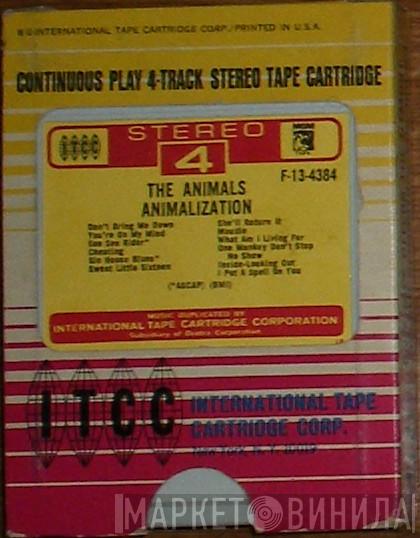 © INTERNATIONAL TAPE CARTRIDGE CORP./PRINTED IN U.S.A.
CONTINUOUS PLAY 4-TRACK STEREO TAPE CARTRIDGE
ITCC
STEREO
4
MGM
F-13-4384
THE ANIMALS
ANIMALIZATION
Don't Bring Me Down
You're On My Mind
See See Rider*
Cheating
Gin House Blues*
Sweet Little Sixteen
She'll Return It
Maudie
What Am I Living For
One Monkey Don't Stop
No Show
Inside-Looking Out
I Put A Spell On You
(*ASCAP) (BMI)
MUSIC DUPLICATED BY
INTERNATIONAL TAPE CARTRIDGE CORPORATION
Subsidiary of Dextra Corporation
ITCC
INTERNATIONAL TAPE
CARTRIDGE CORP.
New York, N. Y.
МАРКЕТ ВИНИЛА